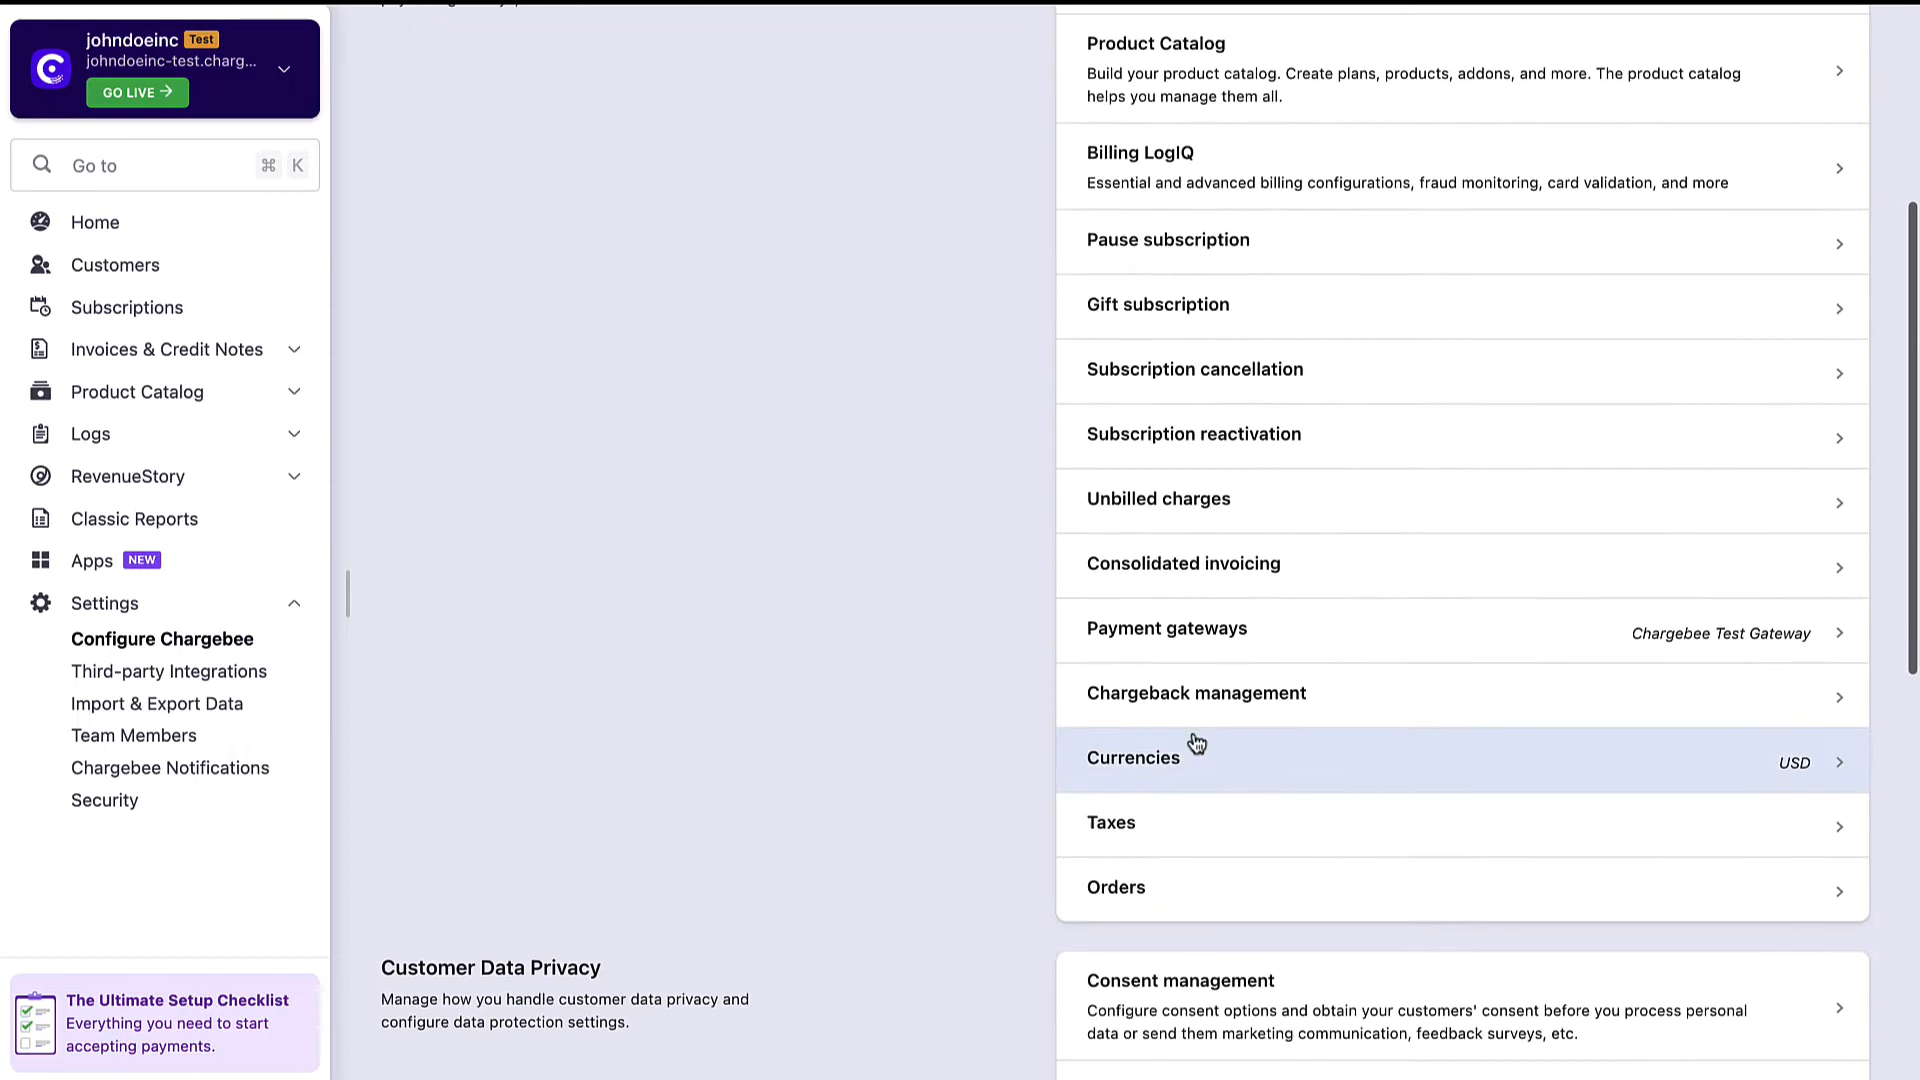 johndoeinc Test
johndoeinc-test.charg...
GO LIVE →
Go to ⌘ K
Home
Customers
Subscriptions
Invoices & Credit Notes
Product Catalog
Logs
RevenueStory
Classic Reports
Apps NEW
Settings
Configure Chargebee
Third-party Integrations
Import & Export Data
Team Members
Chargebee Notifications
Security
The Ultimate Setup Checklist
Everything you need to start
accepting payments.
Product Catalog
Build your product catalog. Create plans, products, addons, and more. The product catalog
helps you manage them all.
Billing LogIQ
Essential and advanced billing configurations, fraud monitoring, card validation, and more
Pause subscription
Gift subscription
Subscription cancellation
Subscription reactivation
Unbilled charges
Consolidated invoicing
Payment gateways Chargebee Test Gateway
Chargeback management
Currencies USD
Taxes
Orders
Customer Data Privacy
Manage how you handle customer data privacy and
configure data protection settings.
Consent management
Configure consent options and obtain your customers' consent before you process personal
data or send them marketing communication, feedback surveys, etc.